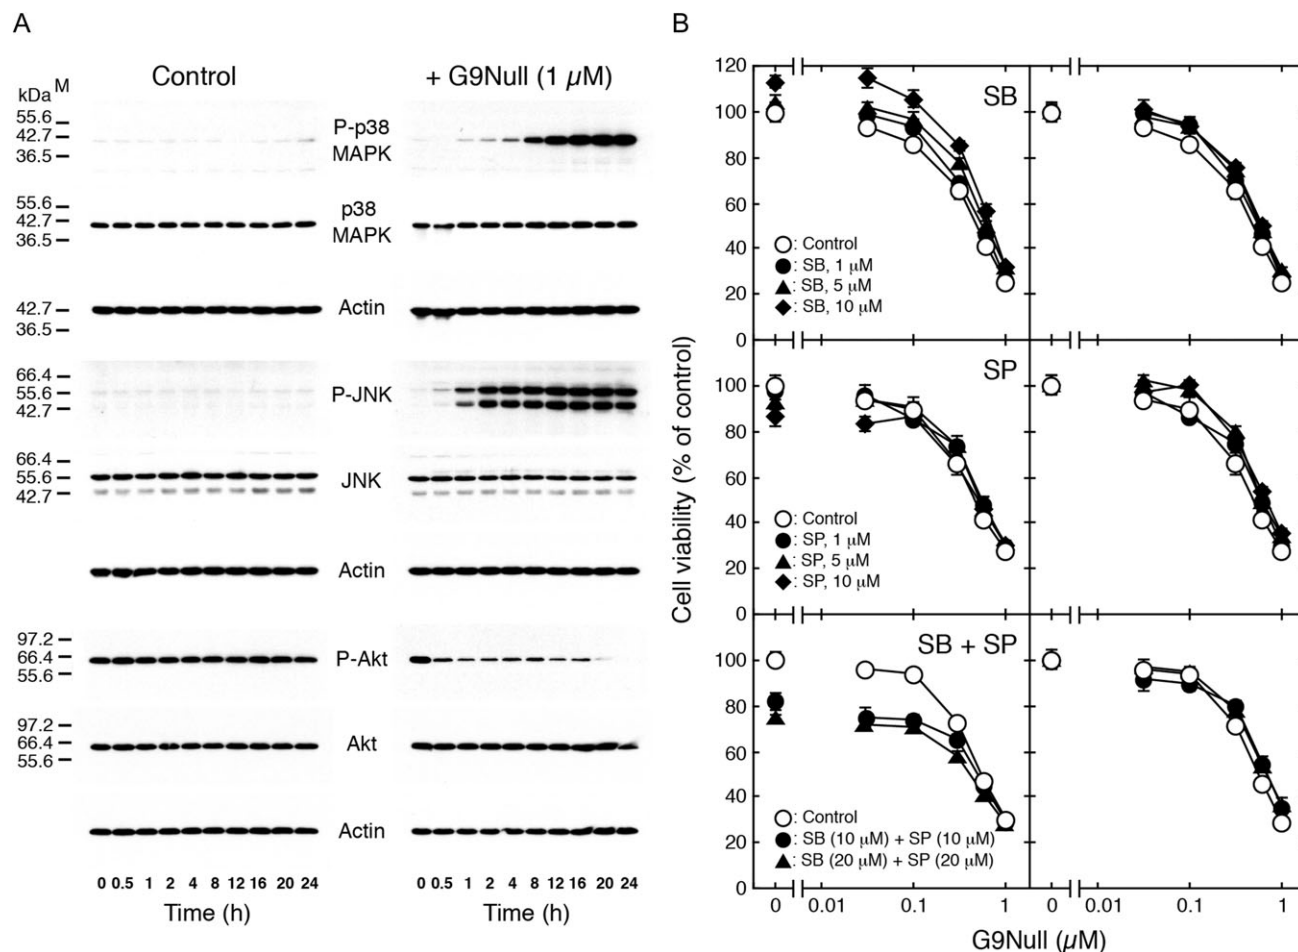 A
Control
+ G9Null (1 µM)
kDa M
55.6
42.7
36.5
P-p38
MAPK
55.6
42.7
36.5
p38
MAPK
42.7
36.5
Actin
66.4
55.6
42.7
P-JNK
66.4
55.6
42.7
JNK
Actin
97.2
66.4
55.6
P-Akt
97.2
66.4
55.6
Akt
Actin
0 0.5 1 2 4 8 12 16 20 24
0 0.5 1 2 4 8 12 16 20 24
Time (h)
Time (h)
B
Cell viability (% of control)
120
100
80
60
40
20
0
SB
: Control
: SB, 1 µM
: SB, 5 µM
: SB, 10 µM
100
80
60
40
20
0
SP
: Control
: SP, 1 µM
: SP, 5 µM
: SP, 10 µM
100
80
60
40
20
0
SB + SP
: Control
: SB (10 µM) + SP (10 µM)
: SB (20 µM) + SP (20 µM)
0 0.01 0.1 1 0 0.01 0.1 1
G9Null (µM)